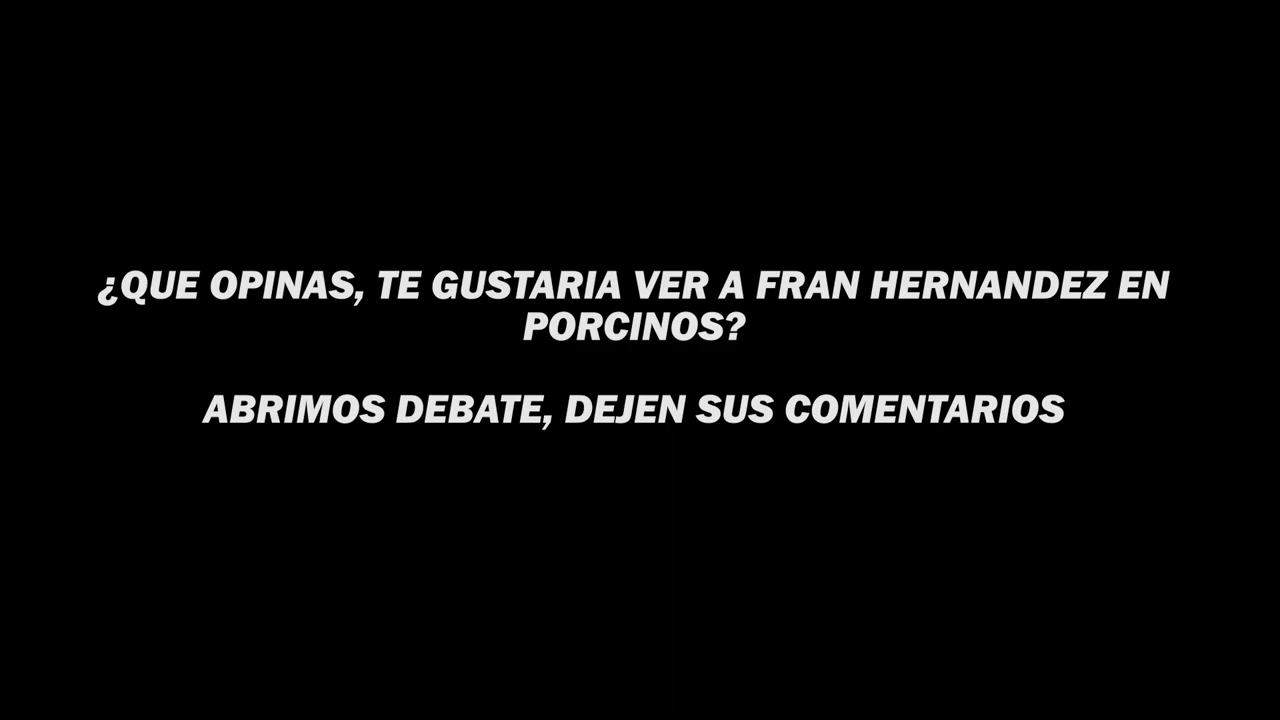 ¿QUE OPINAS, TE GUSTARIA VER A FRAN HERNANDEZ EN
PORCINOS?
ABRIMOS DEBATE, DEJEN SUS COMENTARIOS